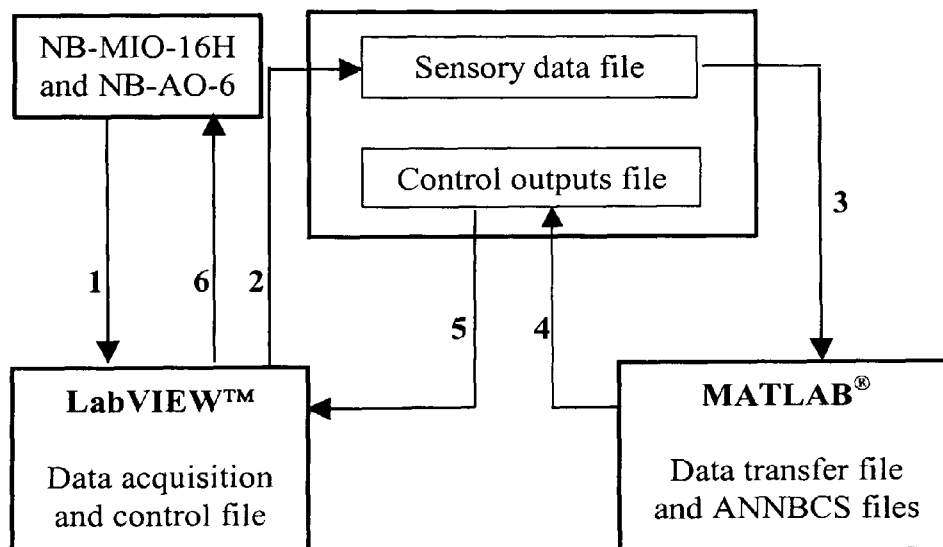 NB-MIO-16H
and NB-AO-6
Sensory data file
Control outputs file
1
6
2
5
4
3
LabVIEW™
Data acquisition
and control file
MATLAB®
Data transfer file
and ANNBCS files